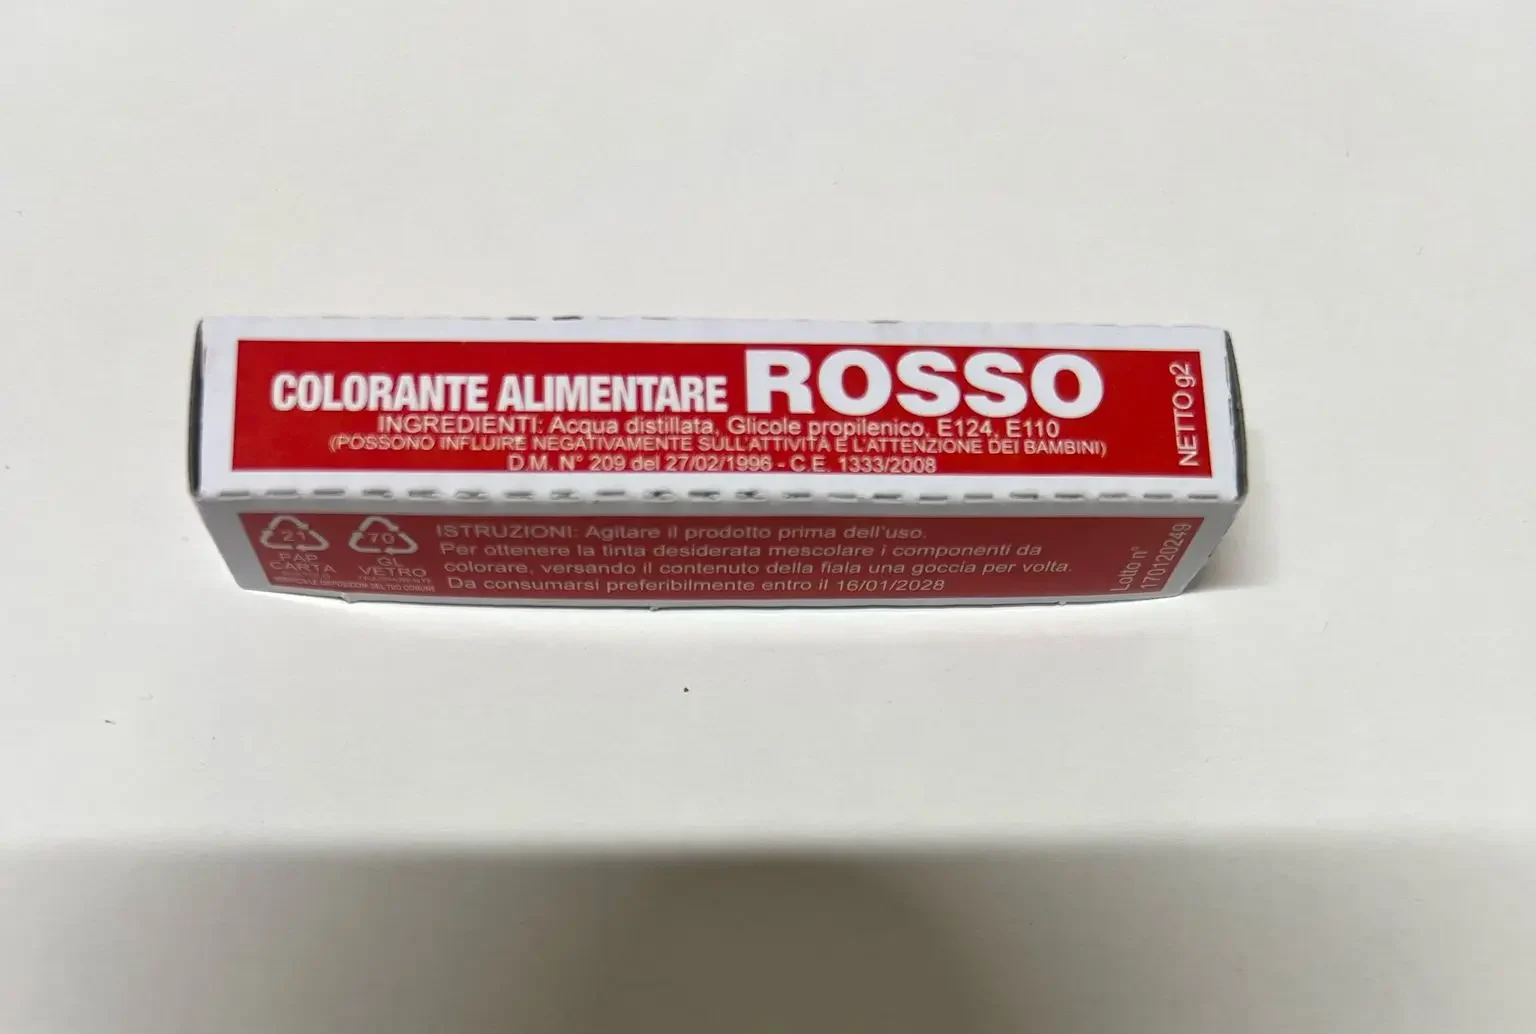 COLORANTE ALIMENTARE ROSSO
INGREDIENTI: Acqua distillata, Glicole propilenico, E124, E110
(POSSONO INFLUIRE NEGATIVAMENTE SULL'ATTIVITÀ E L'ATTENZIONE DEI BAMBINI)
D.M. N° 209 del 27/02/1996 - C.E. 1333/2008
NETTO g2
21
PAP
CARTA
70
GL
VETRO
ISTRUZIONI: Agitare il prodotto prima dell'uso.
Per ottenere la tinta desiderata mescolare i componenti da
colorare, versando il contenuto della fiala una goccia per volta.
Da consumarsi preferibilmente entro il 16/01/2028
Lotto n°
170120249